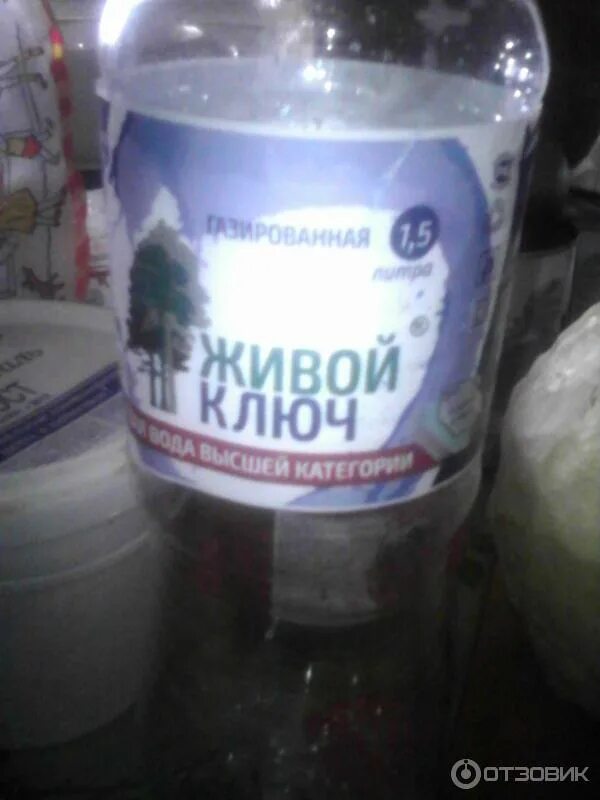 ГАЗИРОВАННАЯ
1,5
литра
ЖИВОЙ ®
КЛЮЧ
ВОДА ВЫСШЕЙ КАТЕГОРИИ
ОТЗОВИК